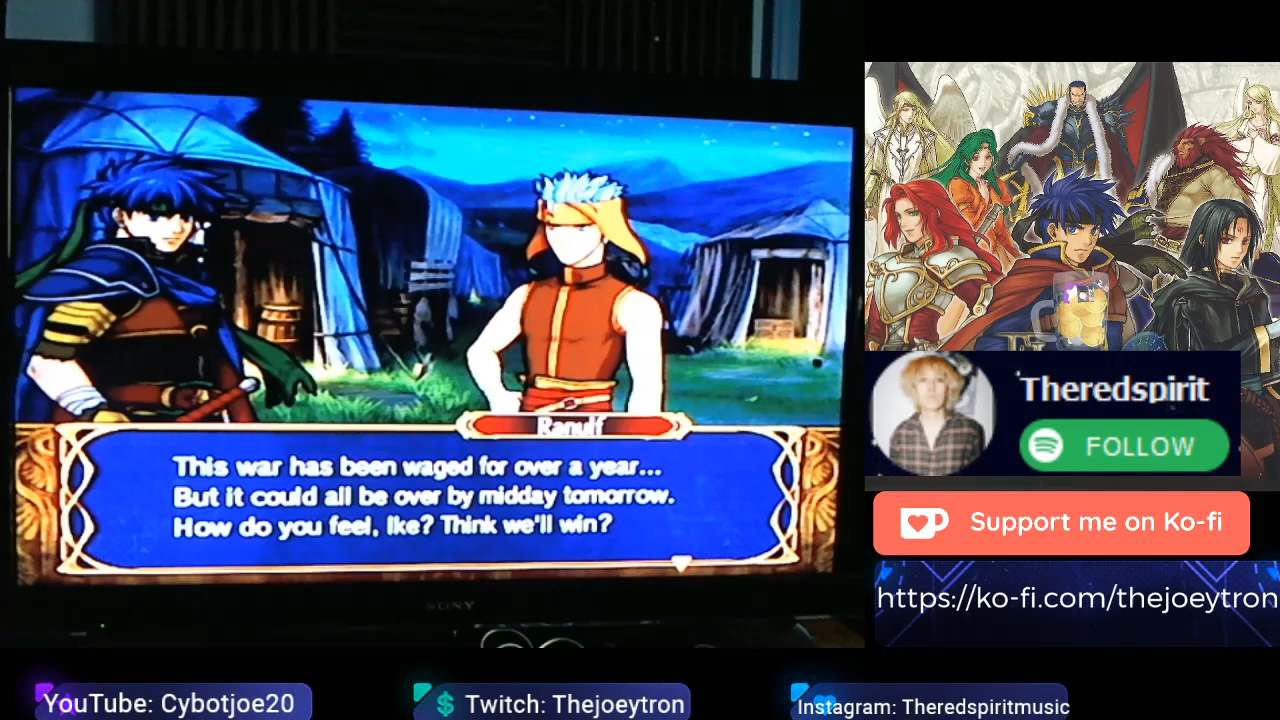 Ranulf
This war has been waged for over a year...
But it could all be over by midday tomorrow.
How do you feel, Ike? Think we'll win?
SONY
Theredspirit
FOLLOW
Support me on Ko-fi
https://ko-fi.com/thejoeytron
YouTube: Cybotjoe20
Twitch: Thejoeytron
Instagram: Theredspiritmusic